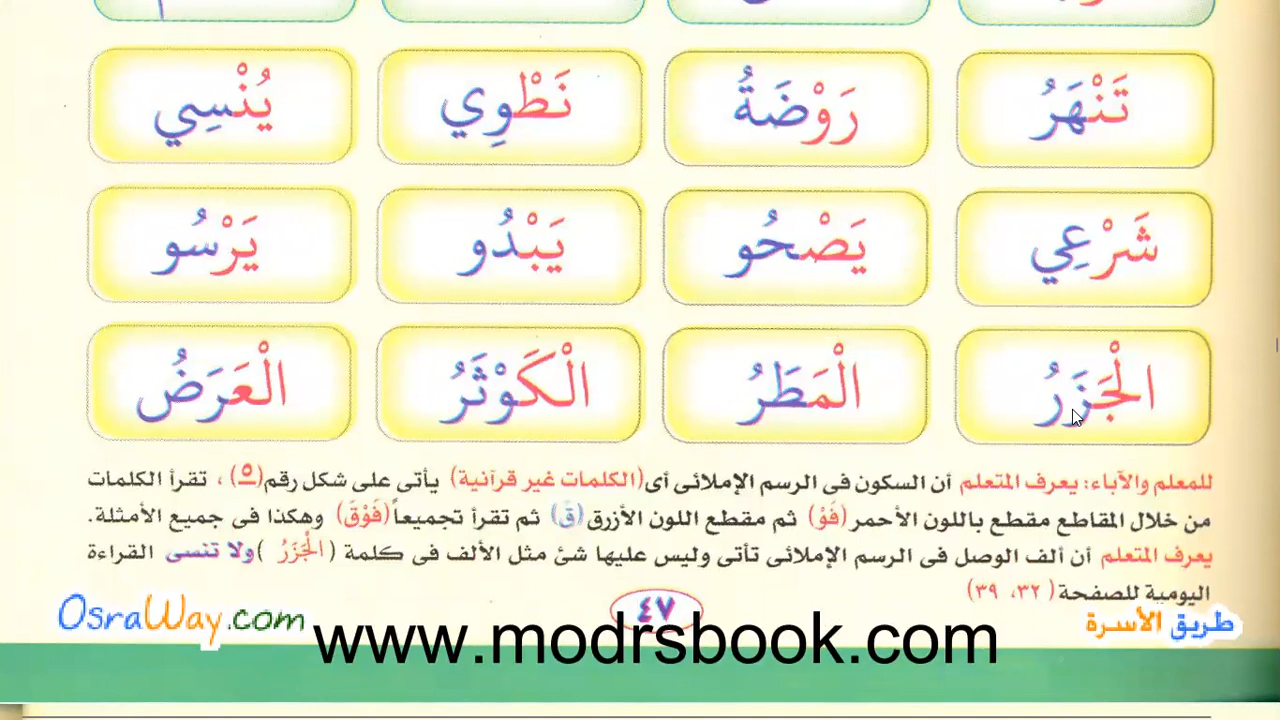 تَنْهَرُ رَوْضَةُ نَطْوِي يُنْسِي
شَرْعِي يَصْحُو يَبْدُو يَرْسُو
الْجَزَرُ الْمَطَرُ الْكَوْثَرُ الْعَرَضُ
للمعلم والآباء: يعرف المتعلم أن السكون فى الرسم الإملائى أى (الكلمات غير قرآنية) يأتى على شكل رقم (٥) ، تقرأ الكلمات
من خلال المقاطع مقطع باللون الأحمر (فَوْ) ثم مقطع اللون الأزرق (قَ) ثم تقرأ تجميعاً (فَوْقَ) وهكذا فى جميع الأمثلة.
يعرف المتعلم أن ألف الوصل فى الرسم الإملائى تأتى وليس عليها شئ مثل الألف فى كلمة (الْجَزَرُ) ولا تنسى القراءة
اليومية للصفحة (٣٢، ٣٩)
٤٧
OsraWay.com
www.modrsbook.com
طريق الأسرة